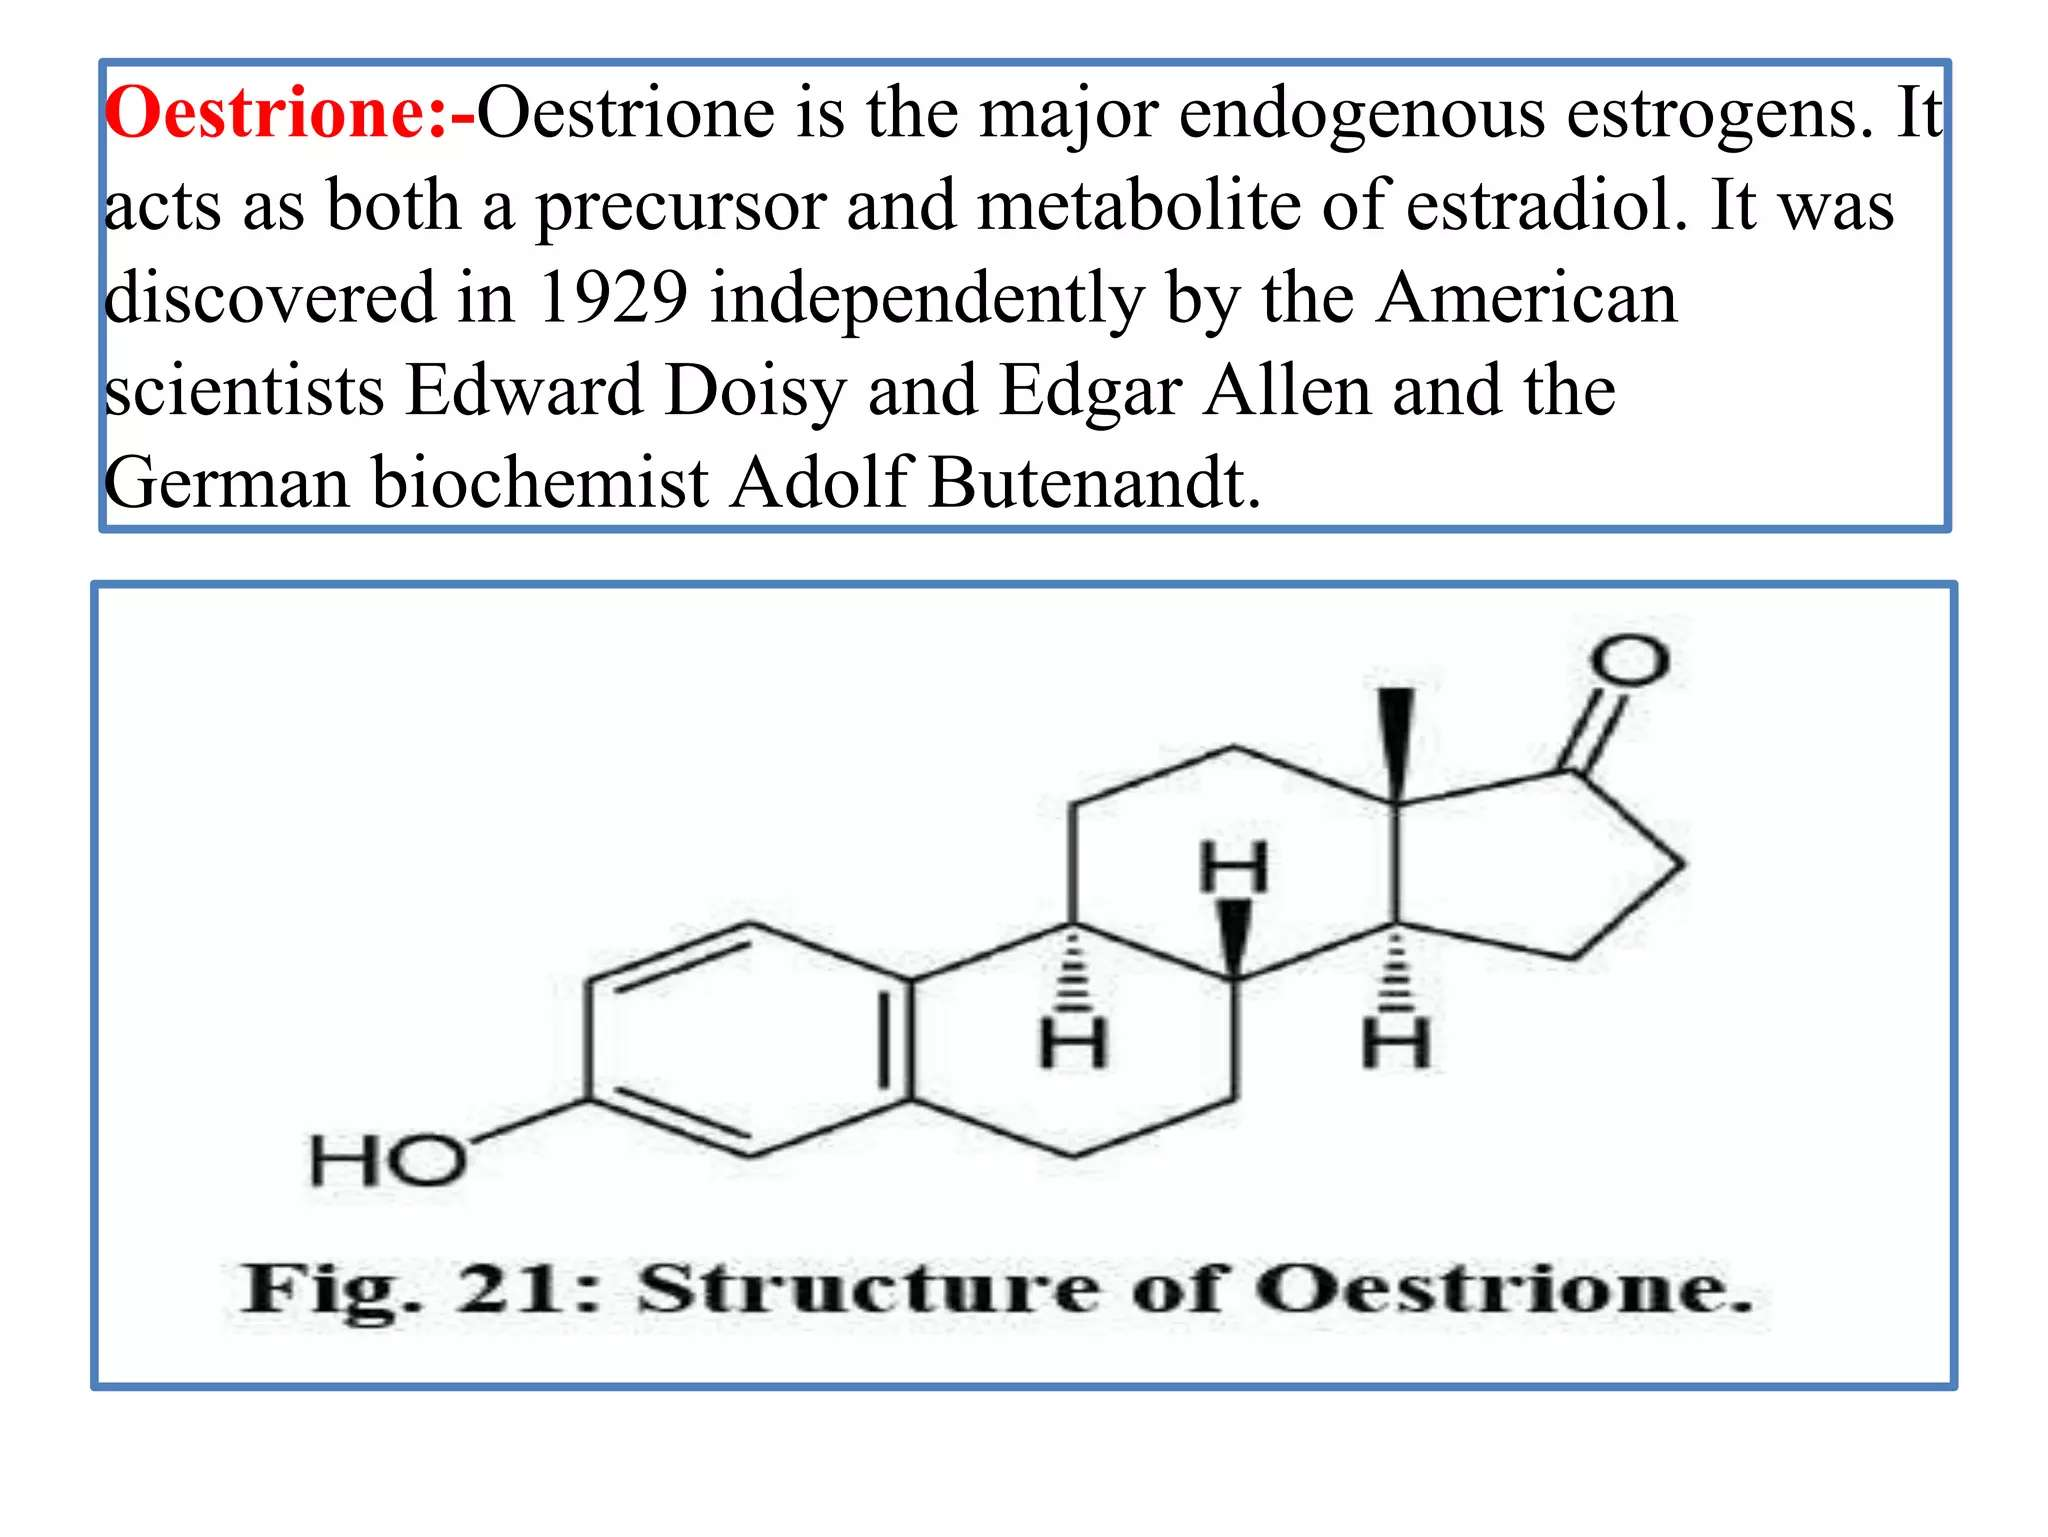 Oestrione:-Oestrione is the major endogenous estrogens. It
acts as both a precursor and metabolite of estradiol. It was
discovered in 1929 independently by the American
scientists Edward Doisy and Edgar Allen and the
German biochemist Adolf Butenandt.
O
H
H
H
HO
Fig. 21: Structure of Oestrione.